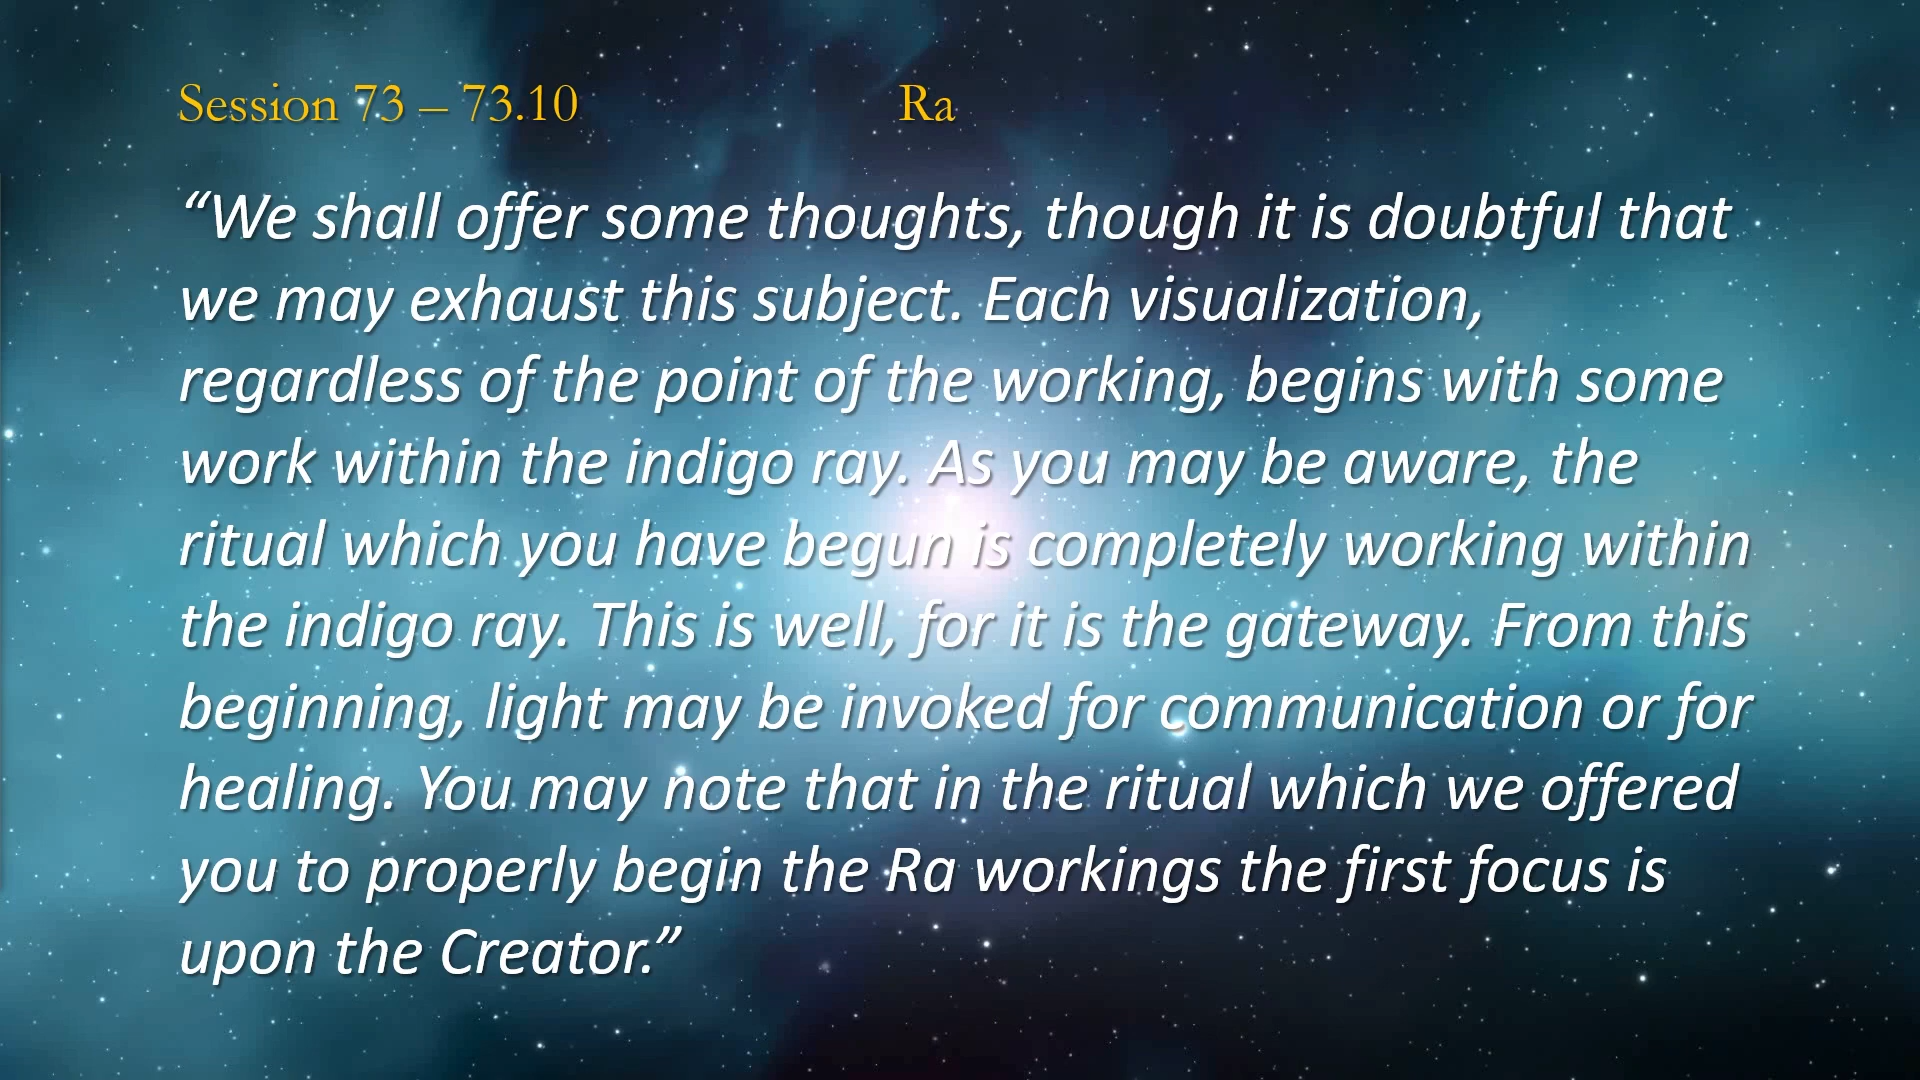 Session 73 – 73.10 Ra
“We shall offer some thoughts, though it is doubtful that
we may exhaust this subject. Each visualization,
regardless of the point of the working, begins with some
work within the indigo ray. As you may be aware, the
ritual which you have begun is completely working within
the indigo ray. This is well, for it is the gateway. From this
beginning, light may be invoked for communication or for
healing. You may note that in the ritual which we offered
you to properly begin the Ra workings the first focus is
upon the Creator.”